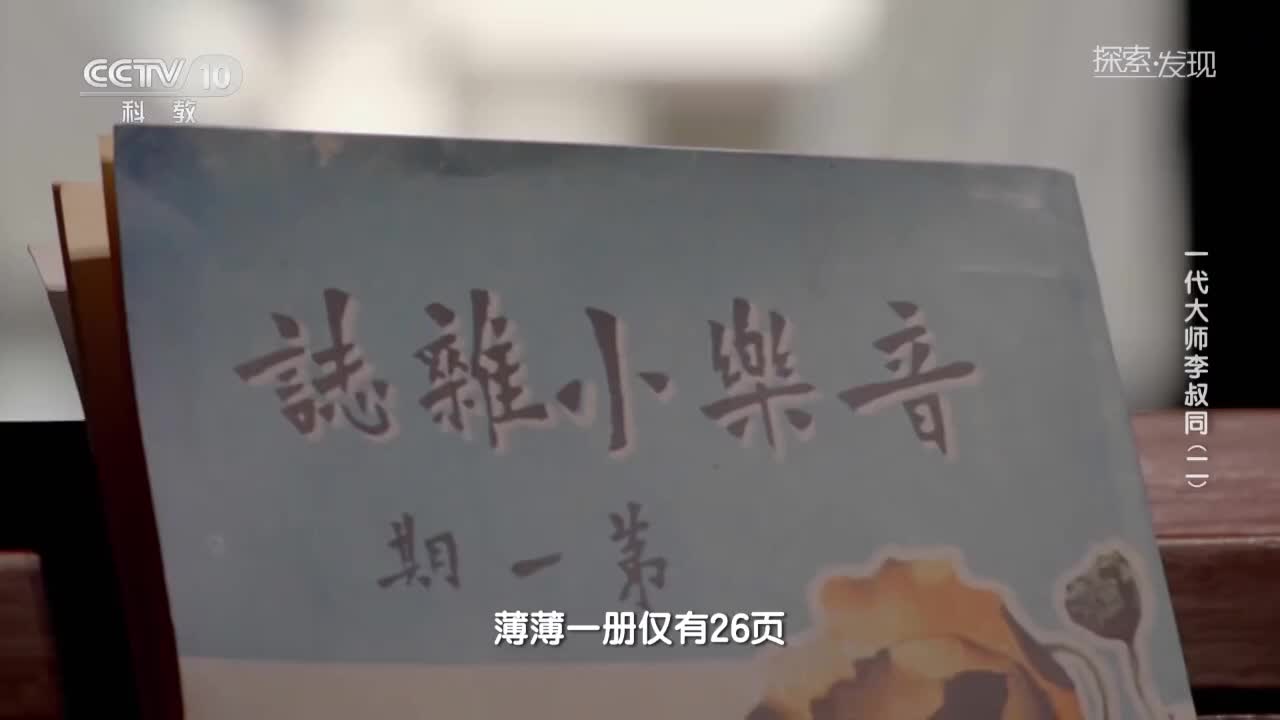 CCTV 10
科 教
探索·发现
音樂小雜誌
第一期
一代大师李叔同(二)
薄薄一册仅有26页